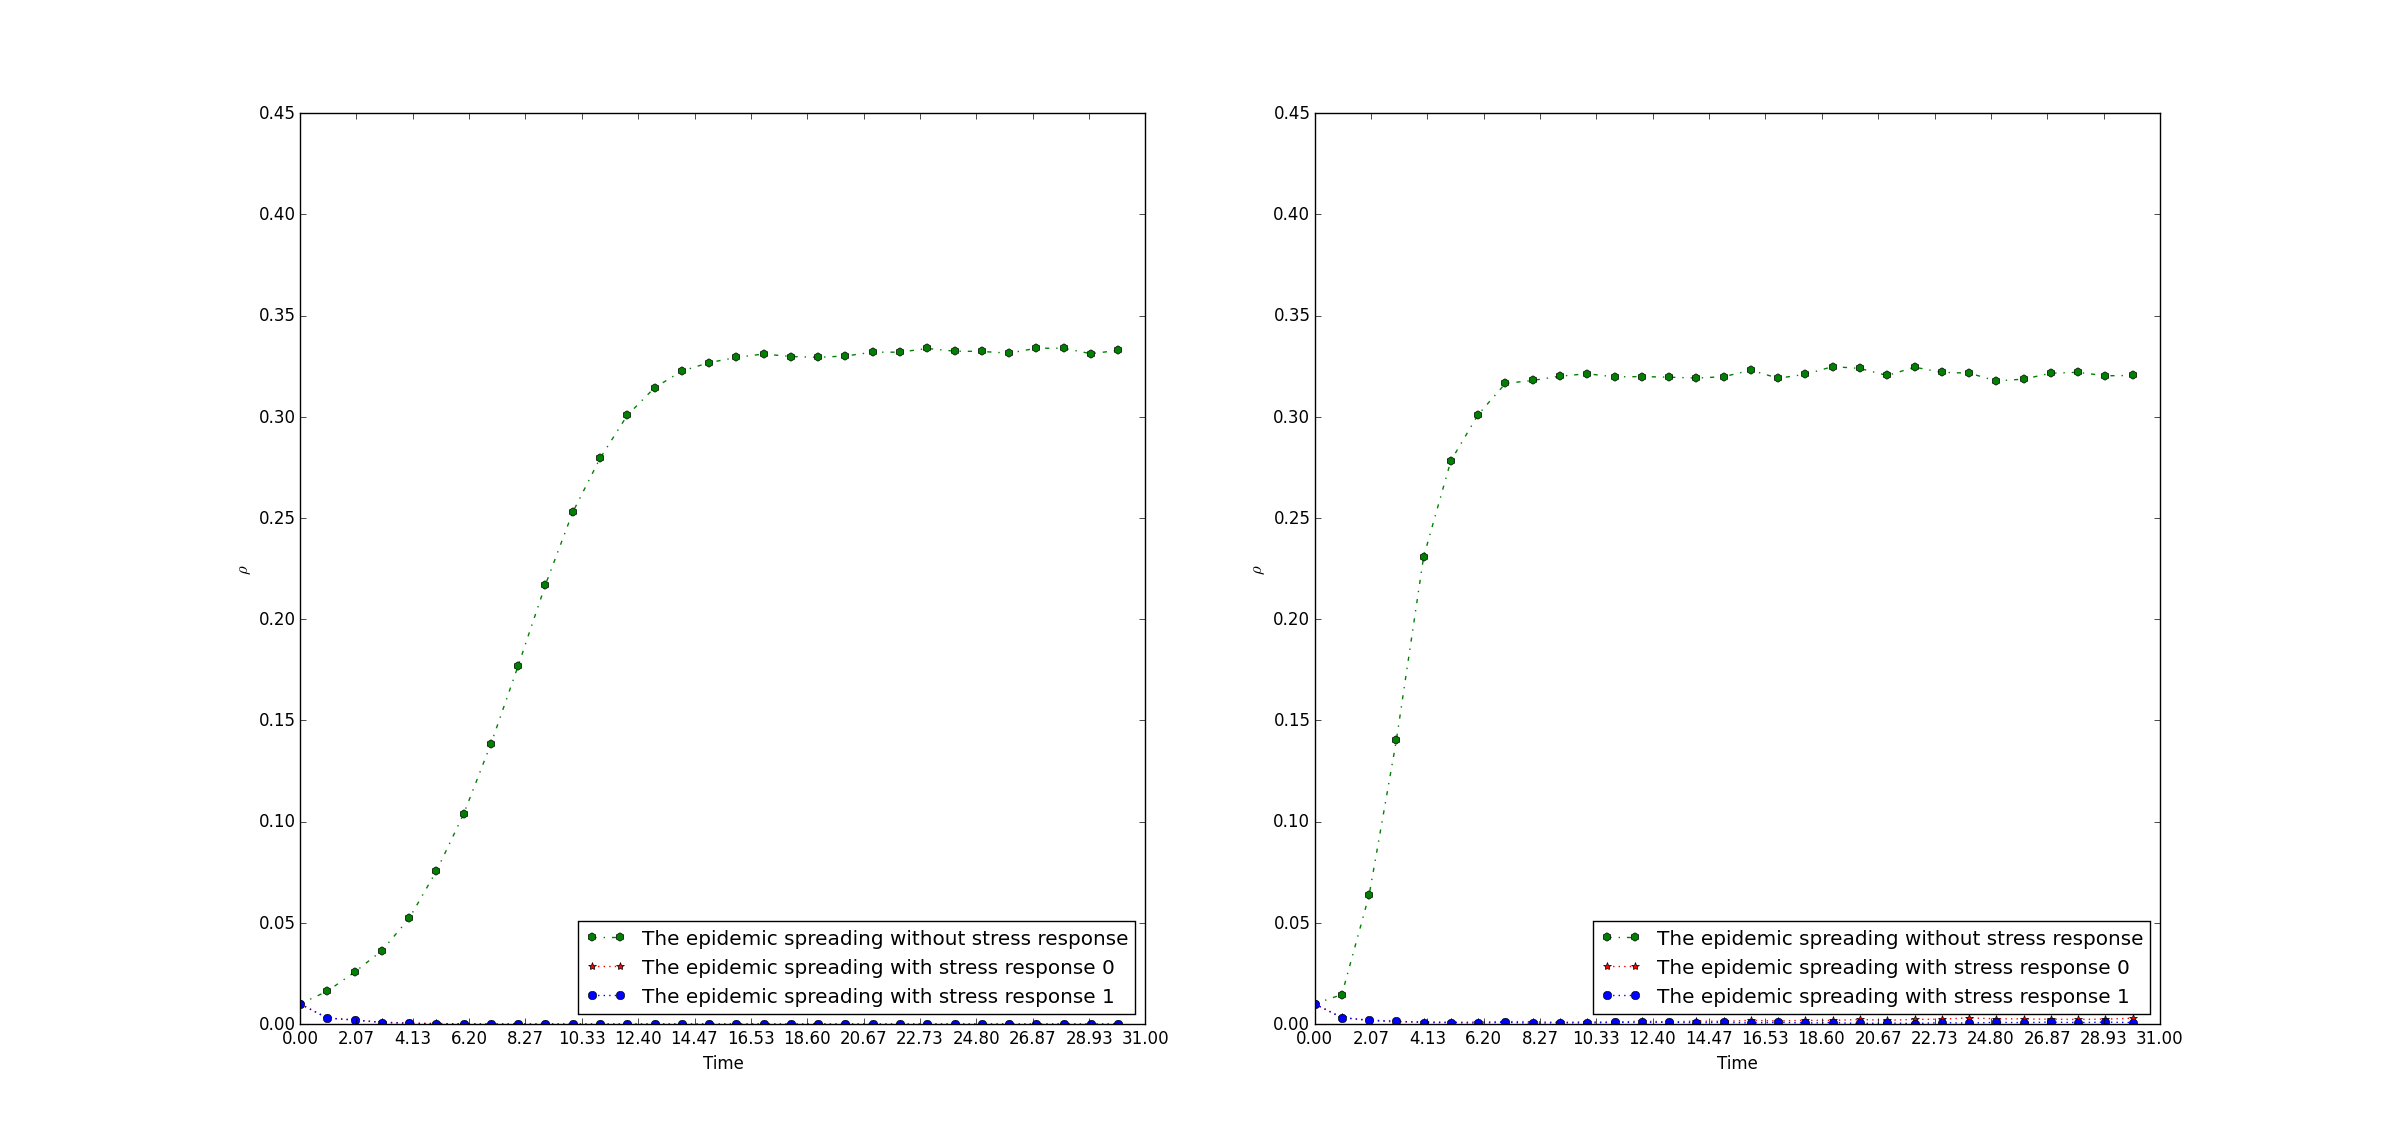 0.45
0.40
0.35
0.30
0.25
0.20
0.15
0.10
0.05
0.00
ρ
The epidemic spreading without stress response
The epidemic spreading with stress response 0
The epidemic spreading with stress response 1
0.00 2.07 4.13 6.20 8.27 10.33 12.40 14.47 16.53 18.60 20.67 22.73 24.80 26.87 28.93 31.00
Time
0.45
0.40
0.35
0.30
0.25
0.20
0.15
0.10
0.05
0.00
ρ
The epidemic spreading without stress response
The epidemic spreading with stress response 0
The epidemic spreading with stress response 1
0.00 2.07 4.13 6.20 8.27 10.33 12.40 14.47 16.53 18.60 20.67 22.73 24.80 26.87 28.93 31.00
Time